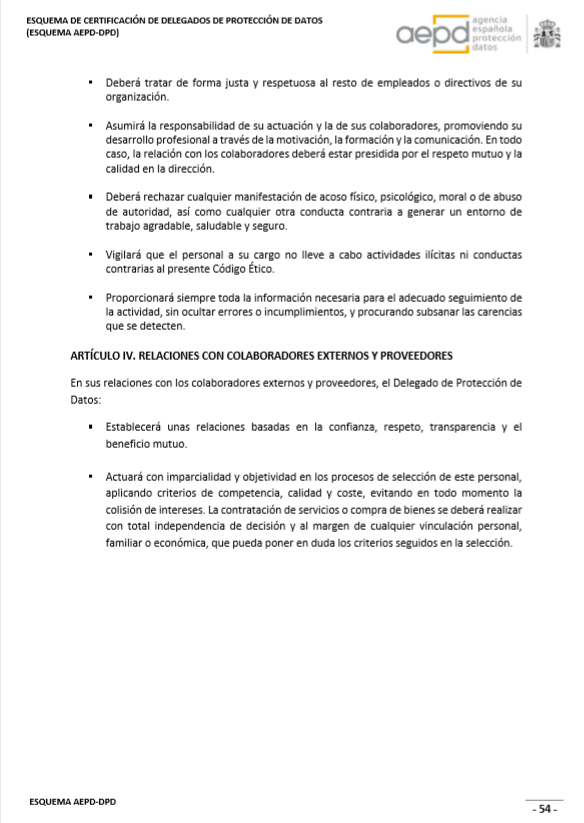 ESQUEMA DE CERTIFICACIÓN DE DELEGADOS DE PROTECCIÓN DE DATOS
(ESQUEMA AEPD-DPD)
aepd
agencia
española
protección
datos
▪ Deberá tratar de forma justa y respetuosa al resto de empleados o directivos de su
organización.
▪ Asumirá la responsabilidad de su actuación y la de sus colaboradores, promoviendo su
desarrollo profesional a través de la motivación, la formación y la comunicación. En todo
caso, la relación con los colaboradores deberá estar presidida por el respeto mutuo y la
calidad en la dirección.
▪ Deberá rechazar cualquier manifestación de acoso físico, psicológico, moral o de abuso
de autoridad, así como cualquier otra conducta contraria a generar un entorno de
trabajo agradable, saludable y seguro.
▪ Vigilará que el personal a su cargo no lleve a cabo actividades ilícitas ni conductas
contrarias al presente Código Ético.
▪ Proporcionará siempre toda la información necesaria para el adecuado seguimiento de
la actividad, sin ocultar errores o incumplimientos, y procurando subsanar las carencias
que se detecten.
ARTÍCULO IV. RELACIONES CON COLABORADORES EXTERNOS Y PROVEEDORES
En sus relaciones con los colaboradores externos y proveedores, el Delegado de Protección de
Datos:
▪ Establecerá unas relaciones basadas en la confianza, respeto, transparencia y el
beneficio mutuo.
▪ Actuará con imparcialidad y objetividad en los procesos de selección de este personal,
aplicando criterios de competencia, calidad y coste, evitando en todo momento la
colisión de intereses. La contratación de servicios o compra de bienes se deberá realizar
con total independencia de decisión y al margen de cualquier vinculación personal,
familiar o económica, que pueda poner en duda los criterios seguidos en la selección.
ESQUEMA AEPD-DPD
- 54 -